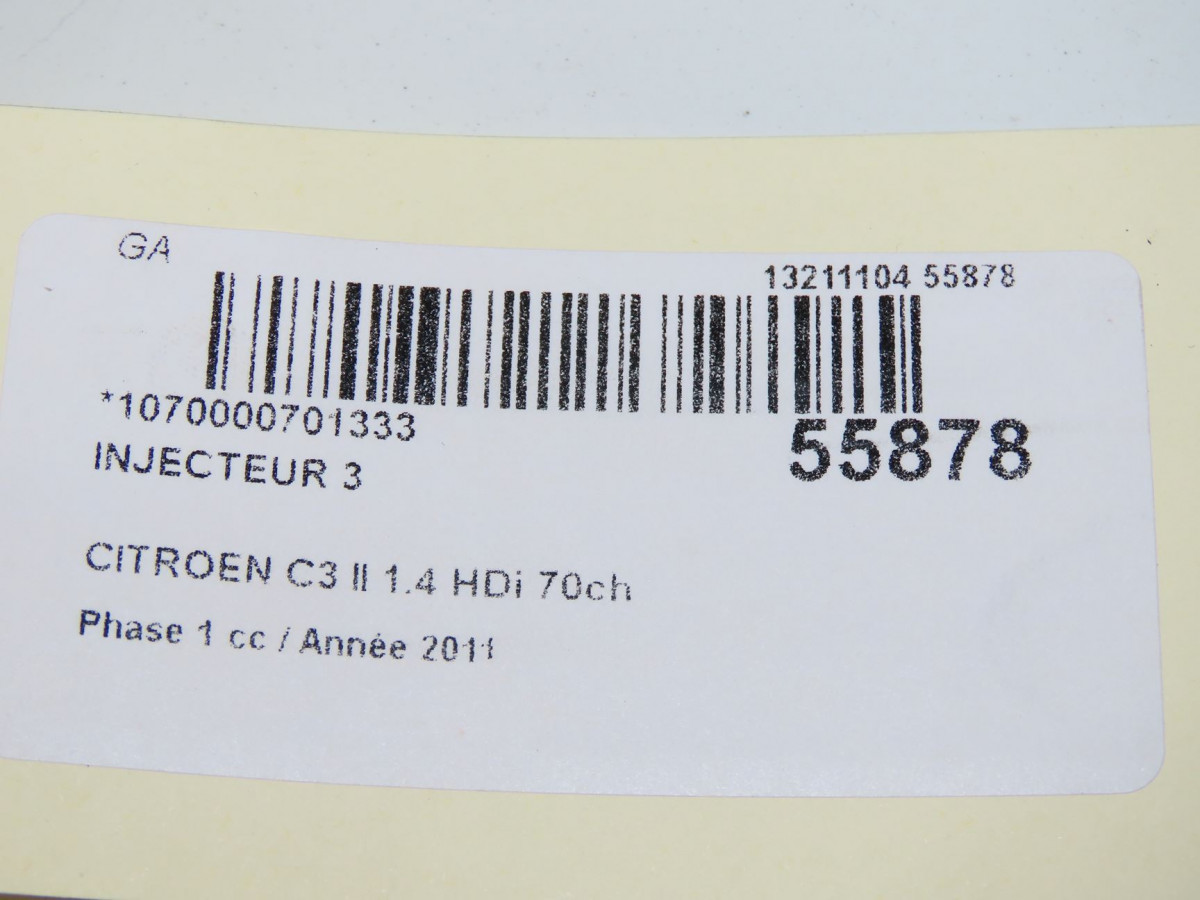 GA
13211104 55878
*1070000701333
55878
INJECTEUR 3
CITROEN C3 II 1.4 HDi 70ch
Phase 1 cc / Année 2011